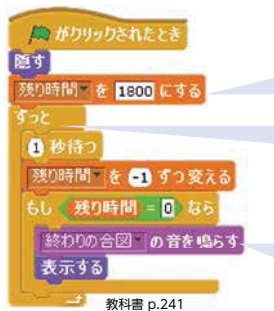 がクリックされたとき
隠す
残り時間 を 1800 にする
ずっと
1 秒待つ
残り時間 を -1 ずつ変える
もし 残り時間 = 0 なら
終わりの合図 の音を鳴らす
表示する
教科書 p.241